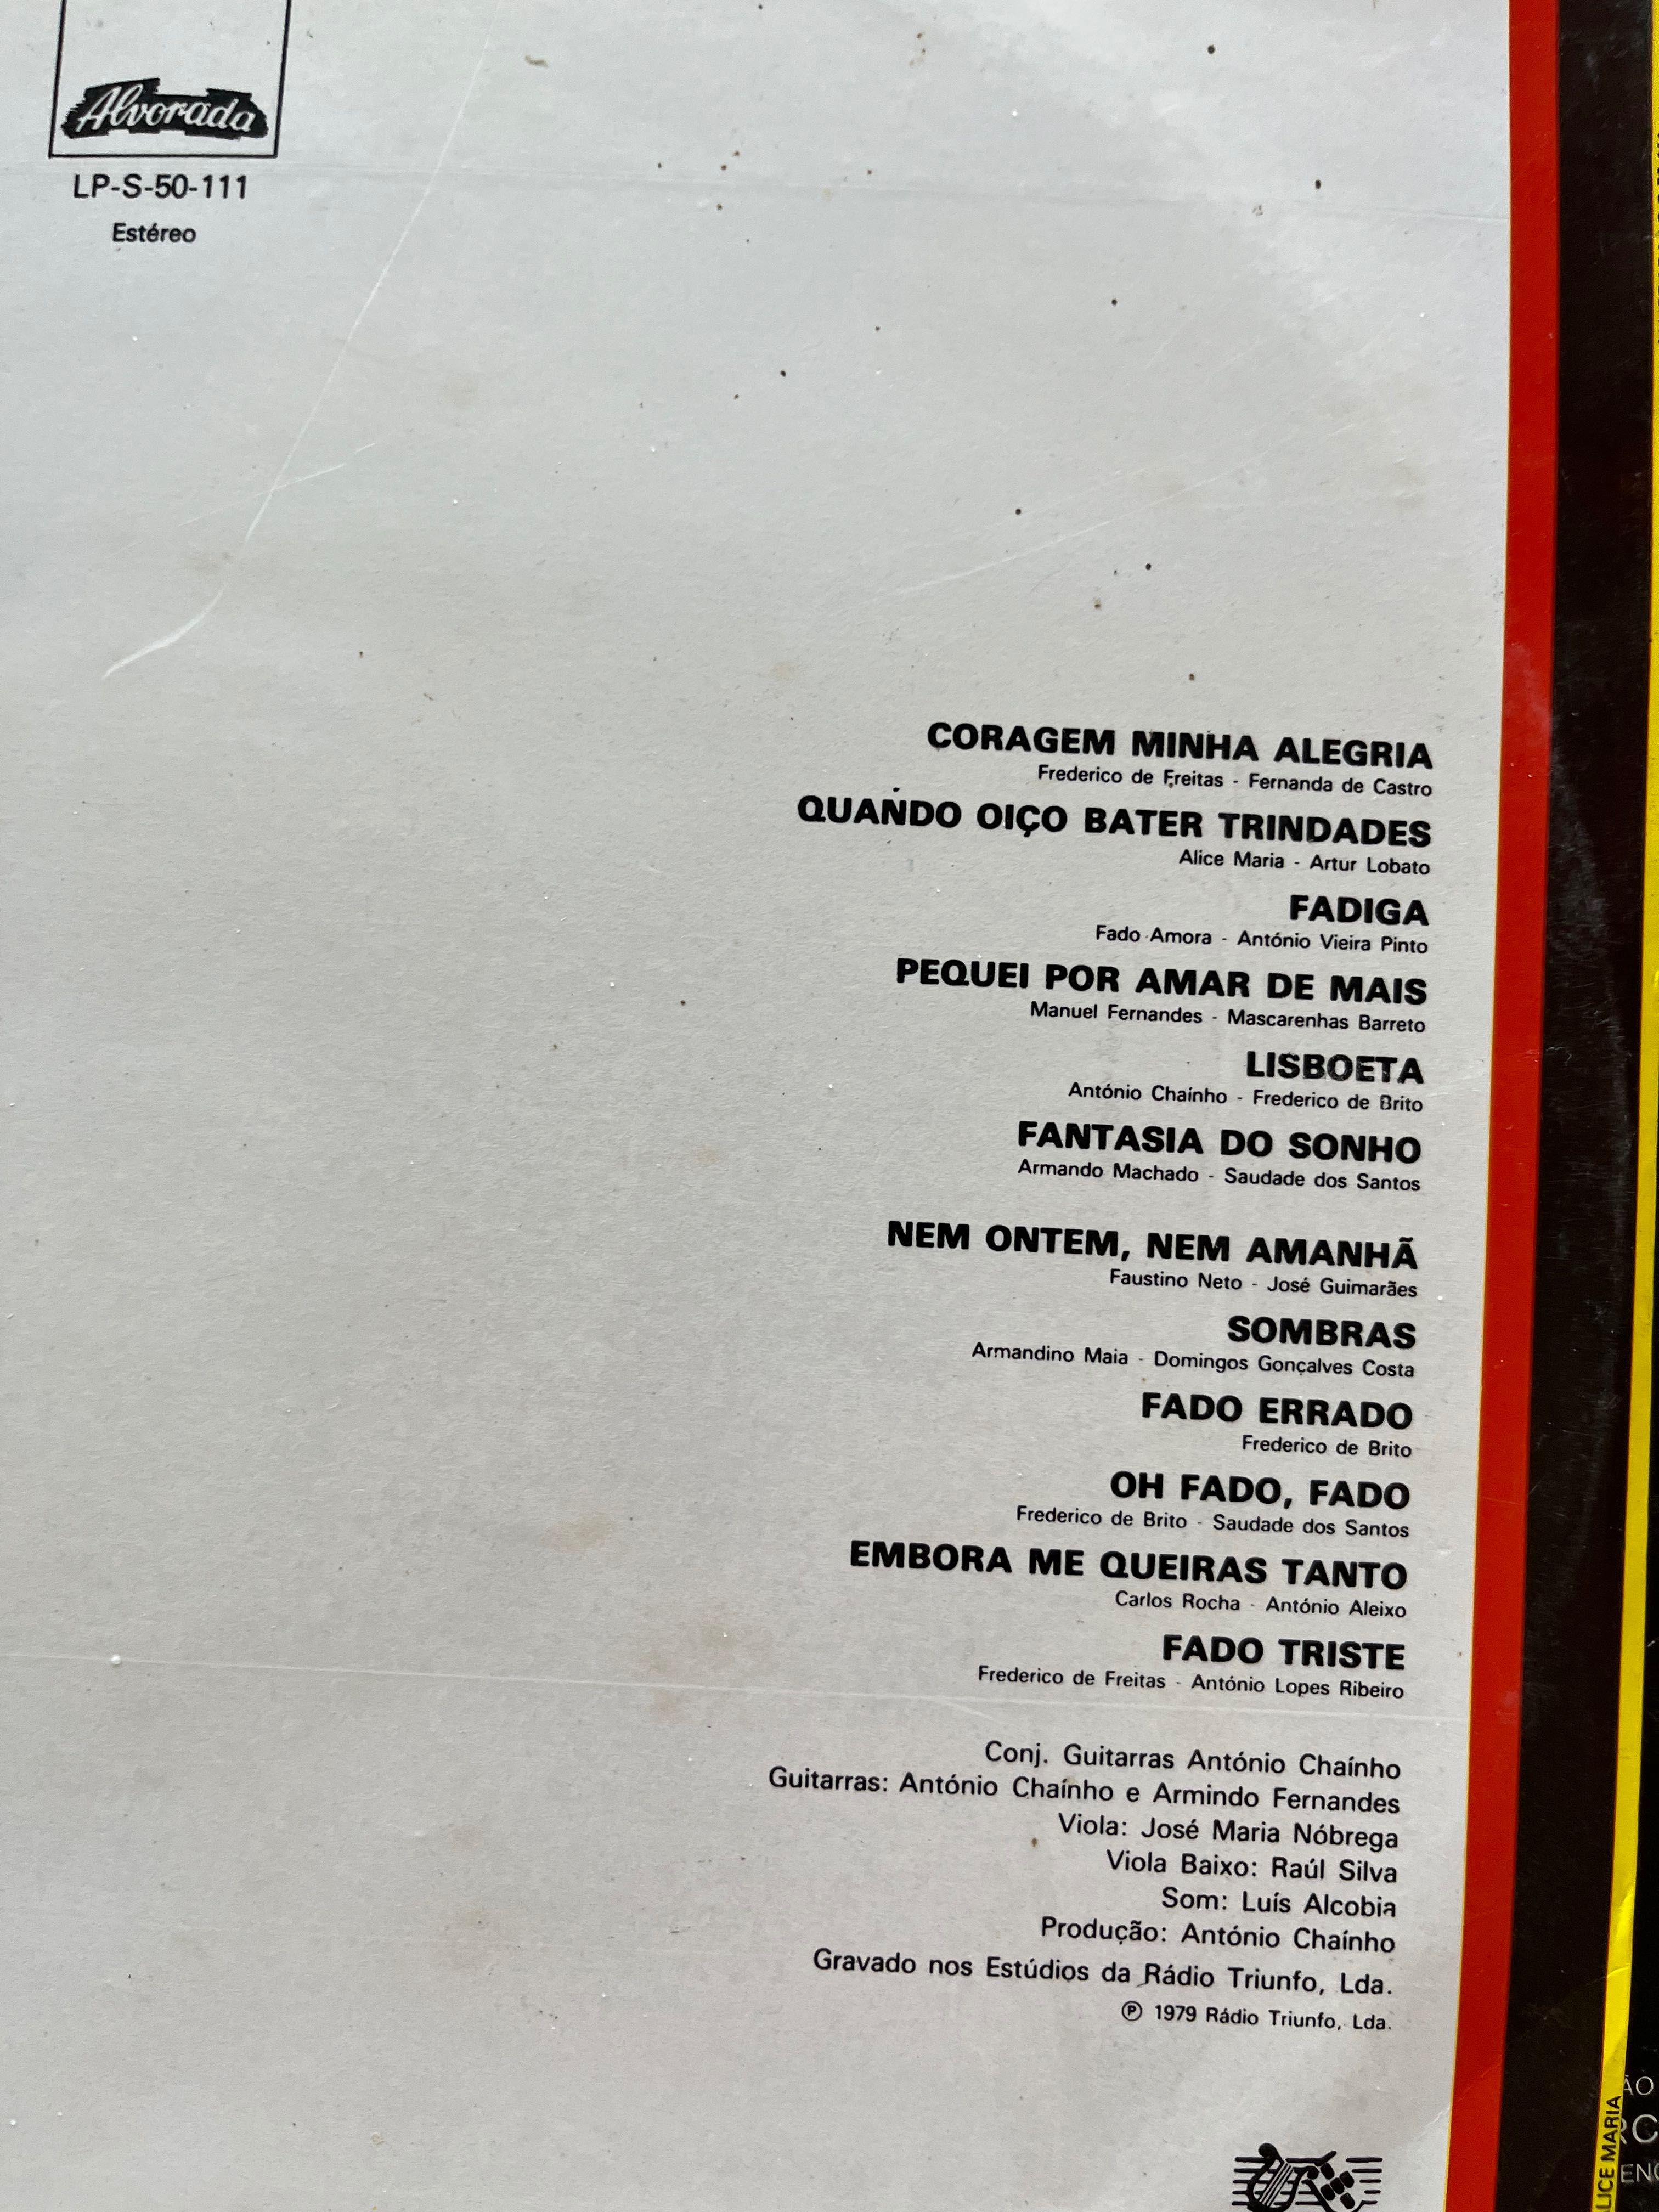 Alvorada
LP-S-50-111
Estéreo
CORAGEM MINHA ALEGRIA
Frederico de Freitas - Fernanda de Castro
QUANDO OIÇO BATER TRINDADES
Alice Maria - Artur Lobato
FADIGA
Fado Amora - António Vieira Pinto
PEQUEI POR AMAR DE MAIS
Manuel Fernandes - Mascarenhas Barreto
LISBOETA
António Chaínho - Frederico de Brito
FANTASIA DO SONHO
Armando Machado - Saudade dos Santos
NEM ONTEM, NEM AMANHÃ
Faustino Neto - José Guimarães
SOMBRAS
Armandino Maia - Domingos Gonçalves Costa
FADO ERRADO
Frederico de Brito
OH FADO, FADO
Frederico de Brito - Saudade dos Santos
EMBORA ME QUEIRAS TANTO
Carlos Rocha - António Aleixo
FADO TRISTE
Frederico de Freitas - António Lopes Ribeiro
Conj. Guitarras António Chaínho
Guitarras: António Chaínho e Armindo Fernandes
Viola: José Maria Nóbrega
Viola Baixo: Raúl Silva
Som: Luís Alcobia
Produção: António Chaínho
Gravado nos Estúdios da Rádio Triunfo, Lda.
℗ 1979 Rádio Triunfo, Lda.
MARIA